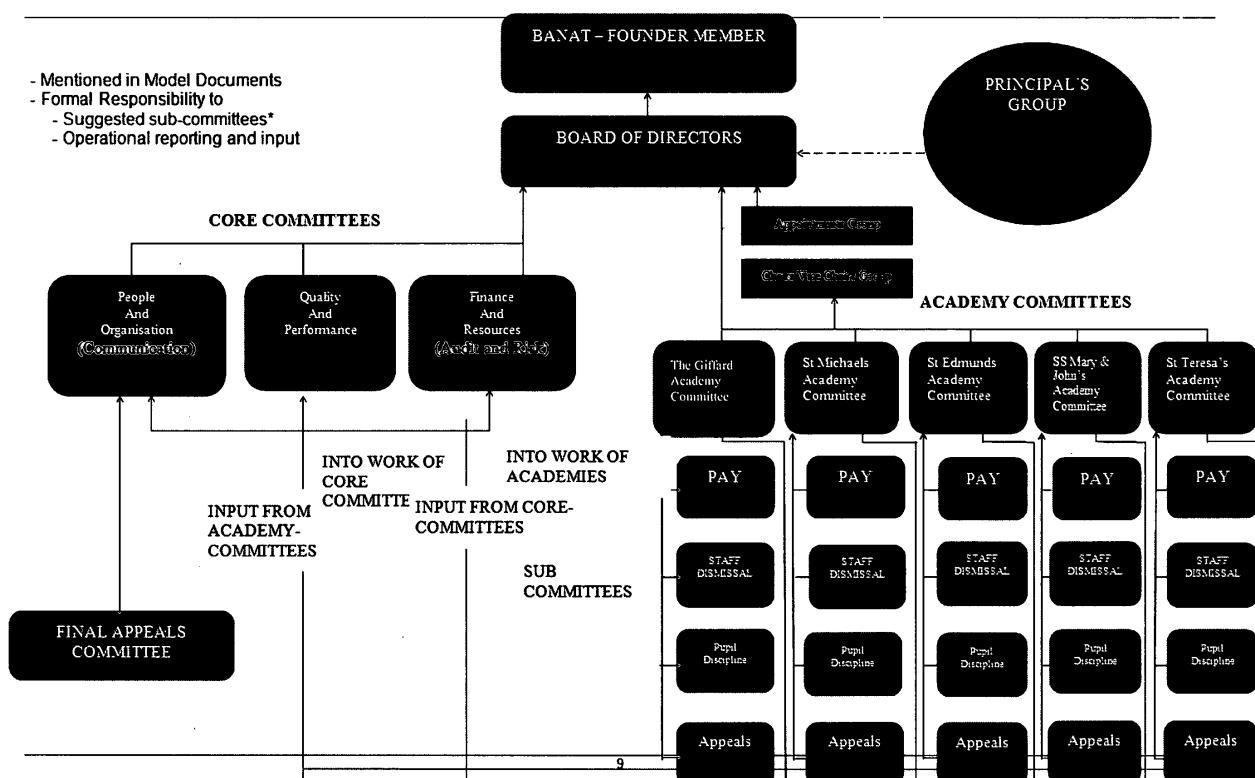 BANAT – FOUNDER MEMBER
- Mentioned in Model Documents
- Formal Responsibility to
- Suggested sub-committees*
- Operational reporting and input
PRINCIPAL'S
GROUP
BOARD OF DIRECTORS
CORE COMMITTEES
Appointments Group
Group
ACADEMY COMMITTEES
People
And
Organisation
(Communication)
Quality
And
Performance
Finance
And
Resources
(Audit and Risk)
The Giffard
Academy
Committee
St Michaels
Academy
Committee
St Edmunds
Academy
Committee
SS Mary &
John's
Academy
Committee
St Teresa's
Academy
Committee
INTO WORK OF
CORE
COMMITTE
INTO WORK OF
ACADEMIES
INPUT FROM
ACADEMY-
COMMITTEES
INPUT FROM CORE-
COMMITTEES
SUB
COMMITTEES
FINAL APPEALS
COMMITTEE
PAY
PAY
PAY
PAY
PAY
STAFF
DISMISSAL
STAFF
DISMISSAL
STAFF
DISMISSAL
STAFF
DISMISSAL
STAFF
DISMISSAL
Pupil
Discipline
Pupil
Discipline
Pupil
Discipline
Pupil
Discipline
Pupil
Discipline
Appeals
Appeals
Appeals
Appeals
Appeals
9